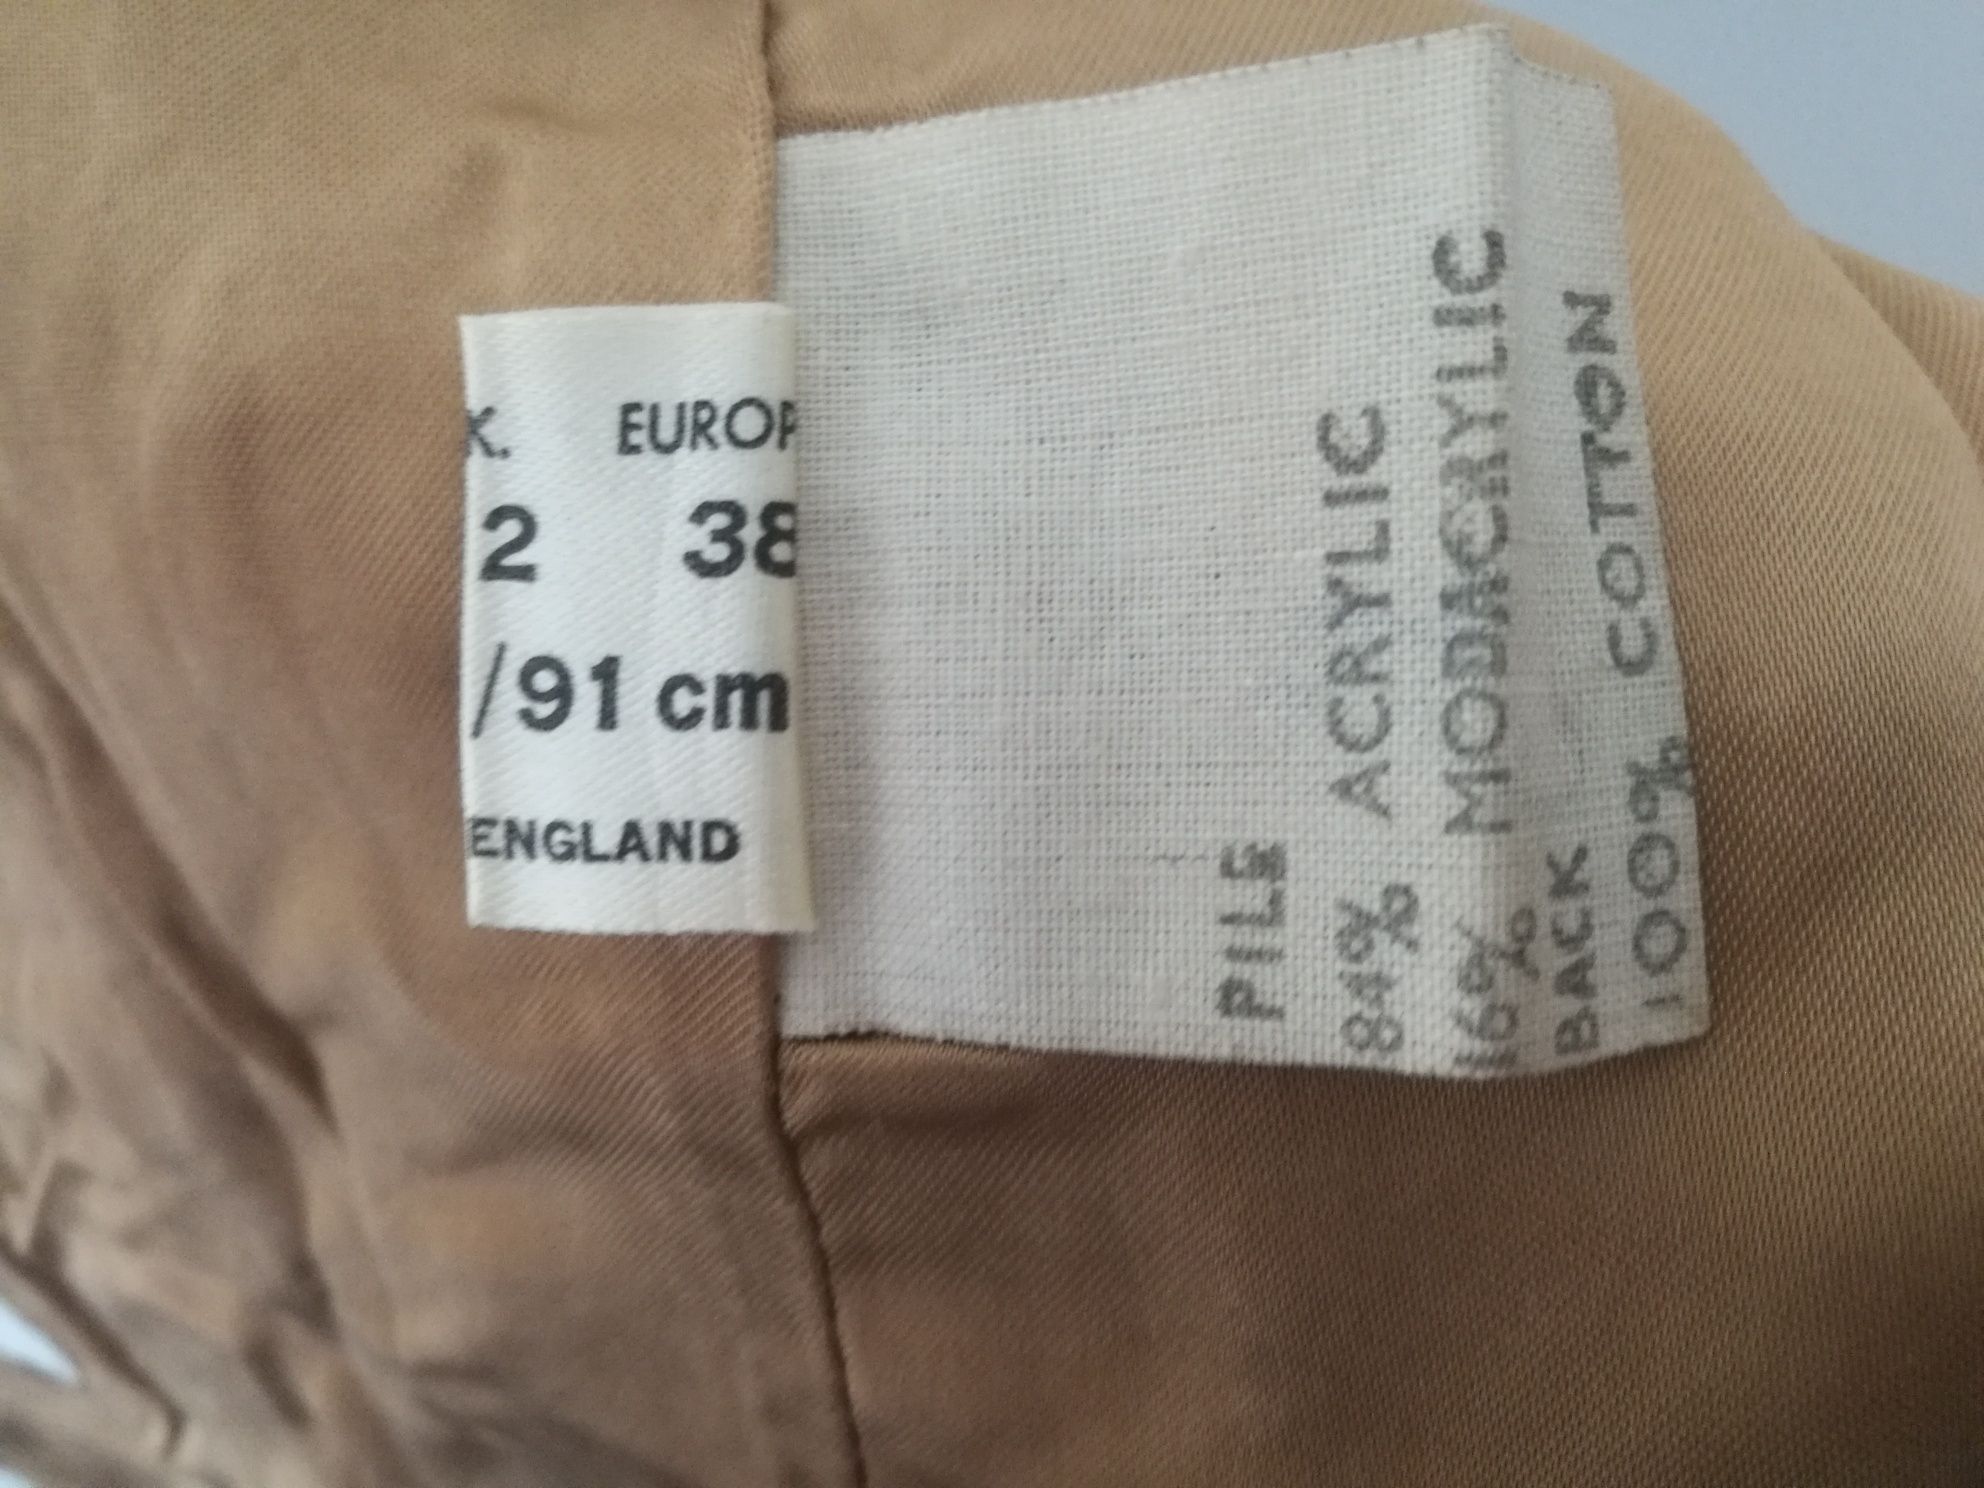 K. EUROP
2 38
/91 cm
ENGLAND
PILE
84% ACRYLIC
16% MODACRYLIC
BACK
100% COTTON